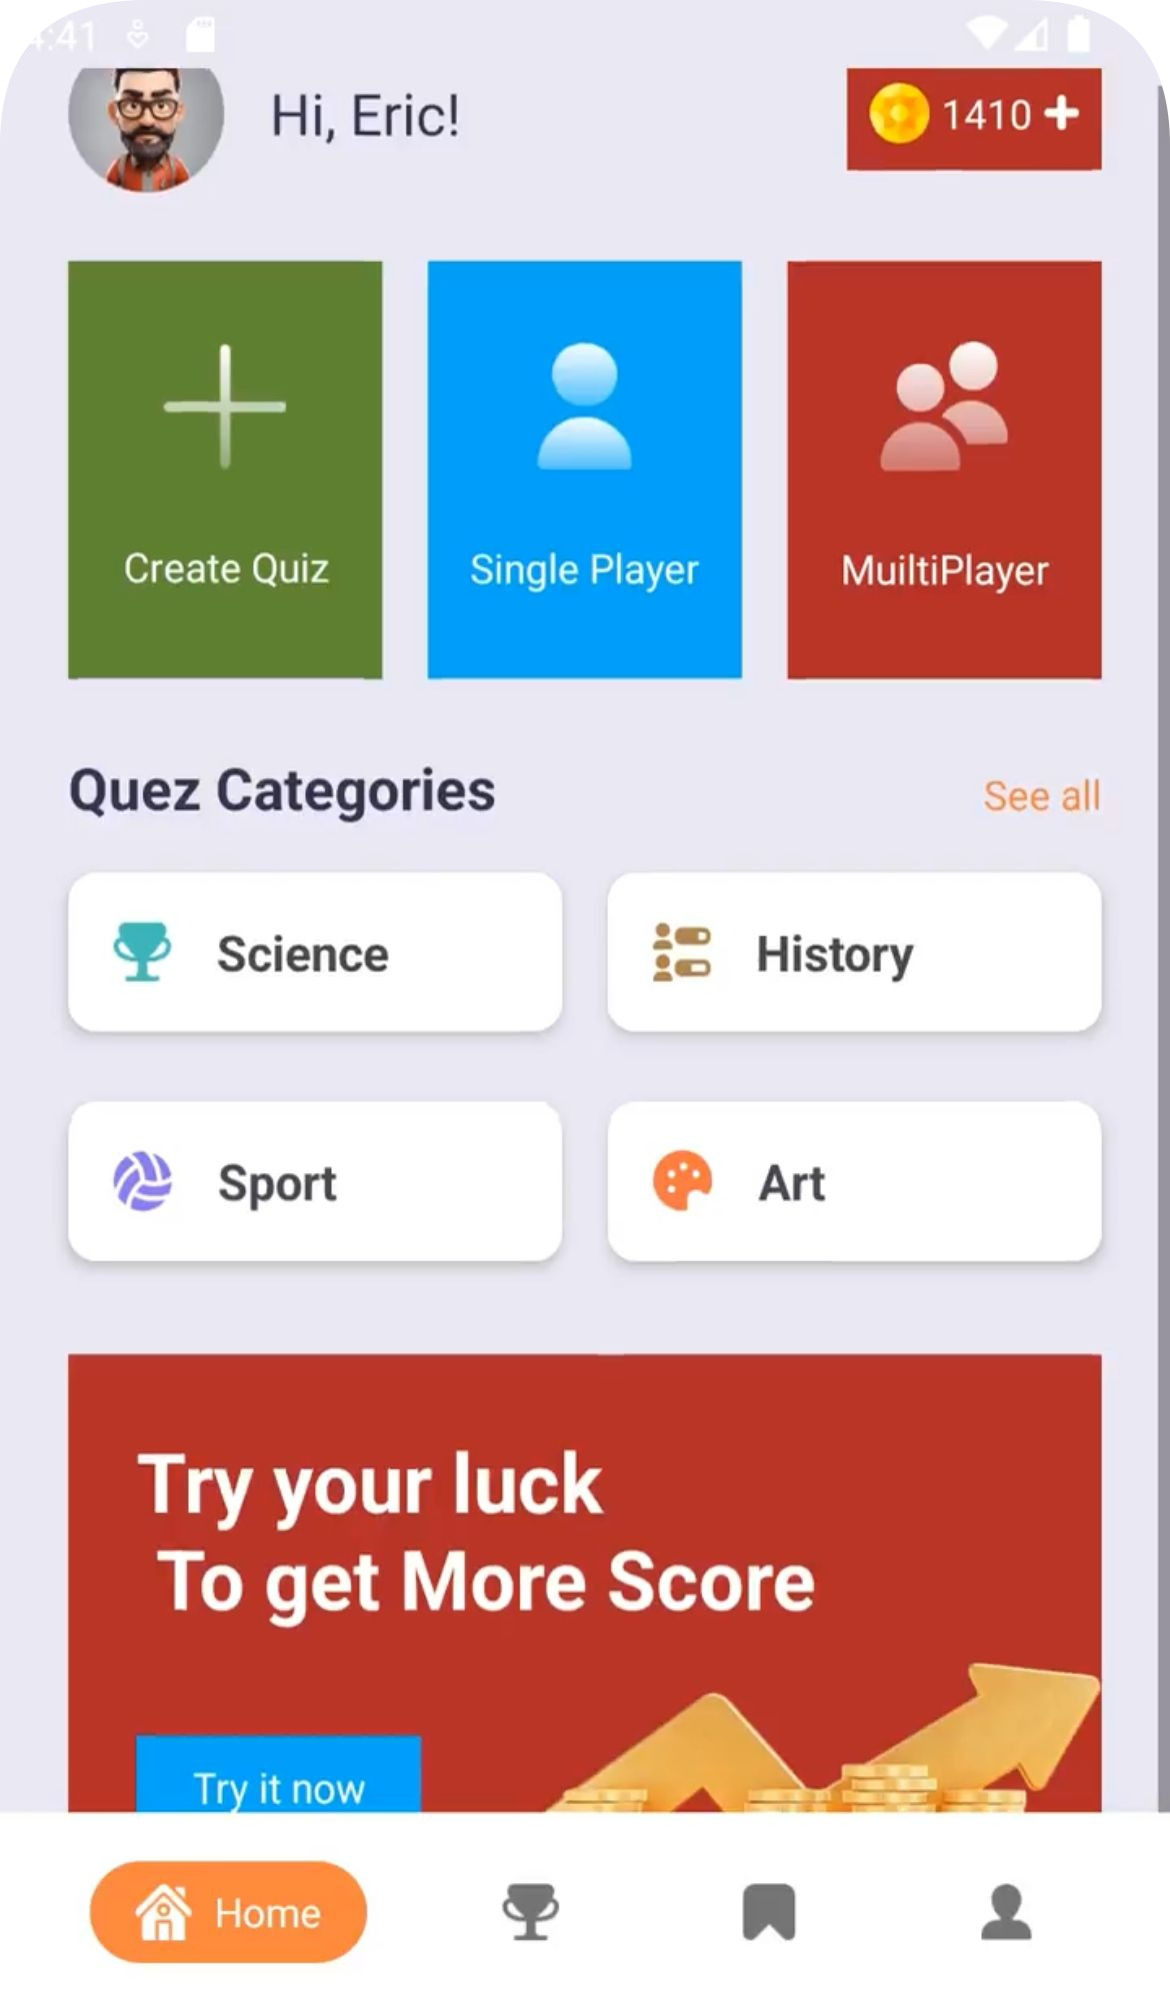 4:41
Hi, Eric!
1410
Create Quiz
Single Player
MuiltiPlayer
Quez Categories
See all
Science
History
Sport
Art
Try your luck
To get More Score
Try it now
Home